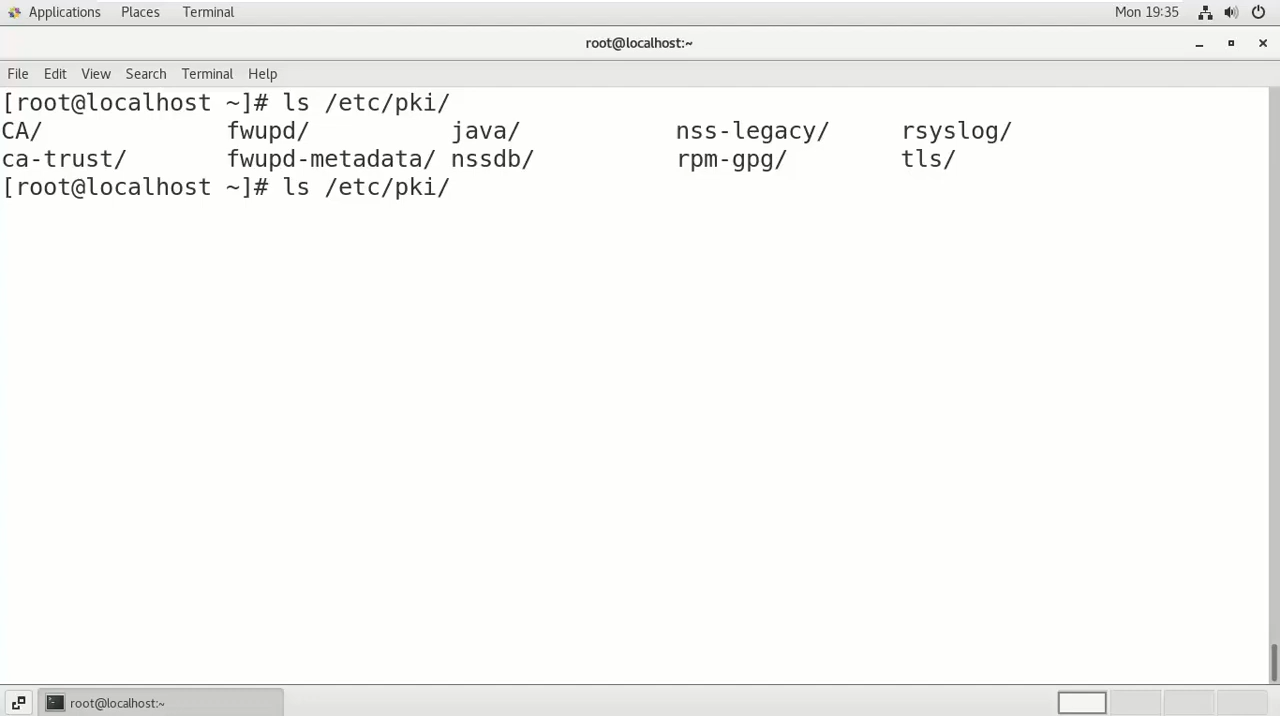 Applications Places Terminal Mon 19:35
root@localhost:~
File Edit View Search Terminal Help
[root@localhost ~]# ls /etc/pki/
CA/ fwupd/ java/ nss-legacy/ rsyslog/
ca-trust/ fwupd-metadata/ nssdb/ rpm-gpg/ tls/
[root@localhost ~]# ls /etc/pki/
root@localhost:~